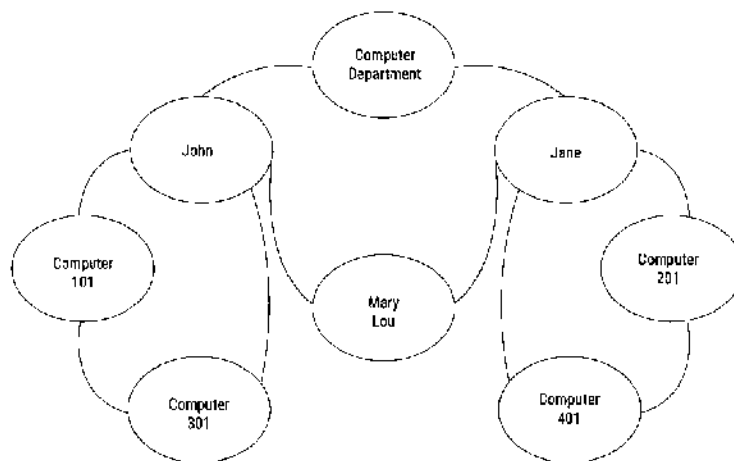 Computer
Department
John
Jane
Computer
101
Mary
Lou
Computer
201
Computer
301
Computer
401